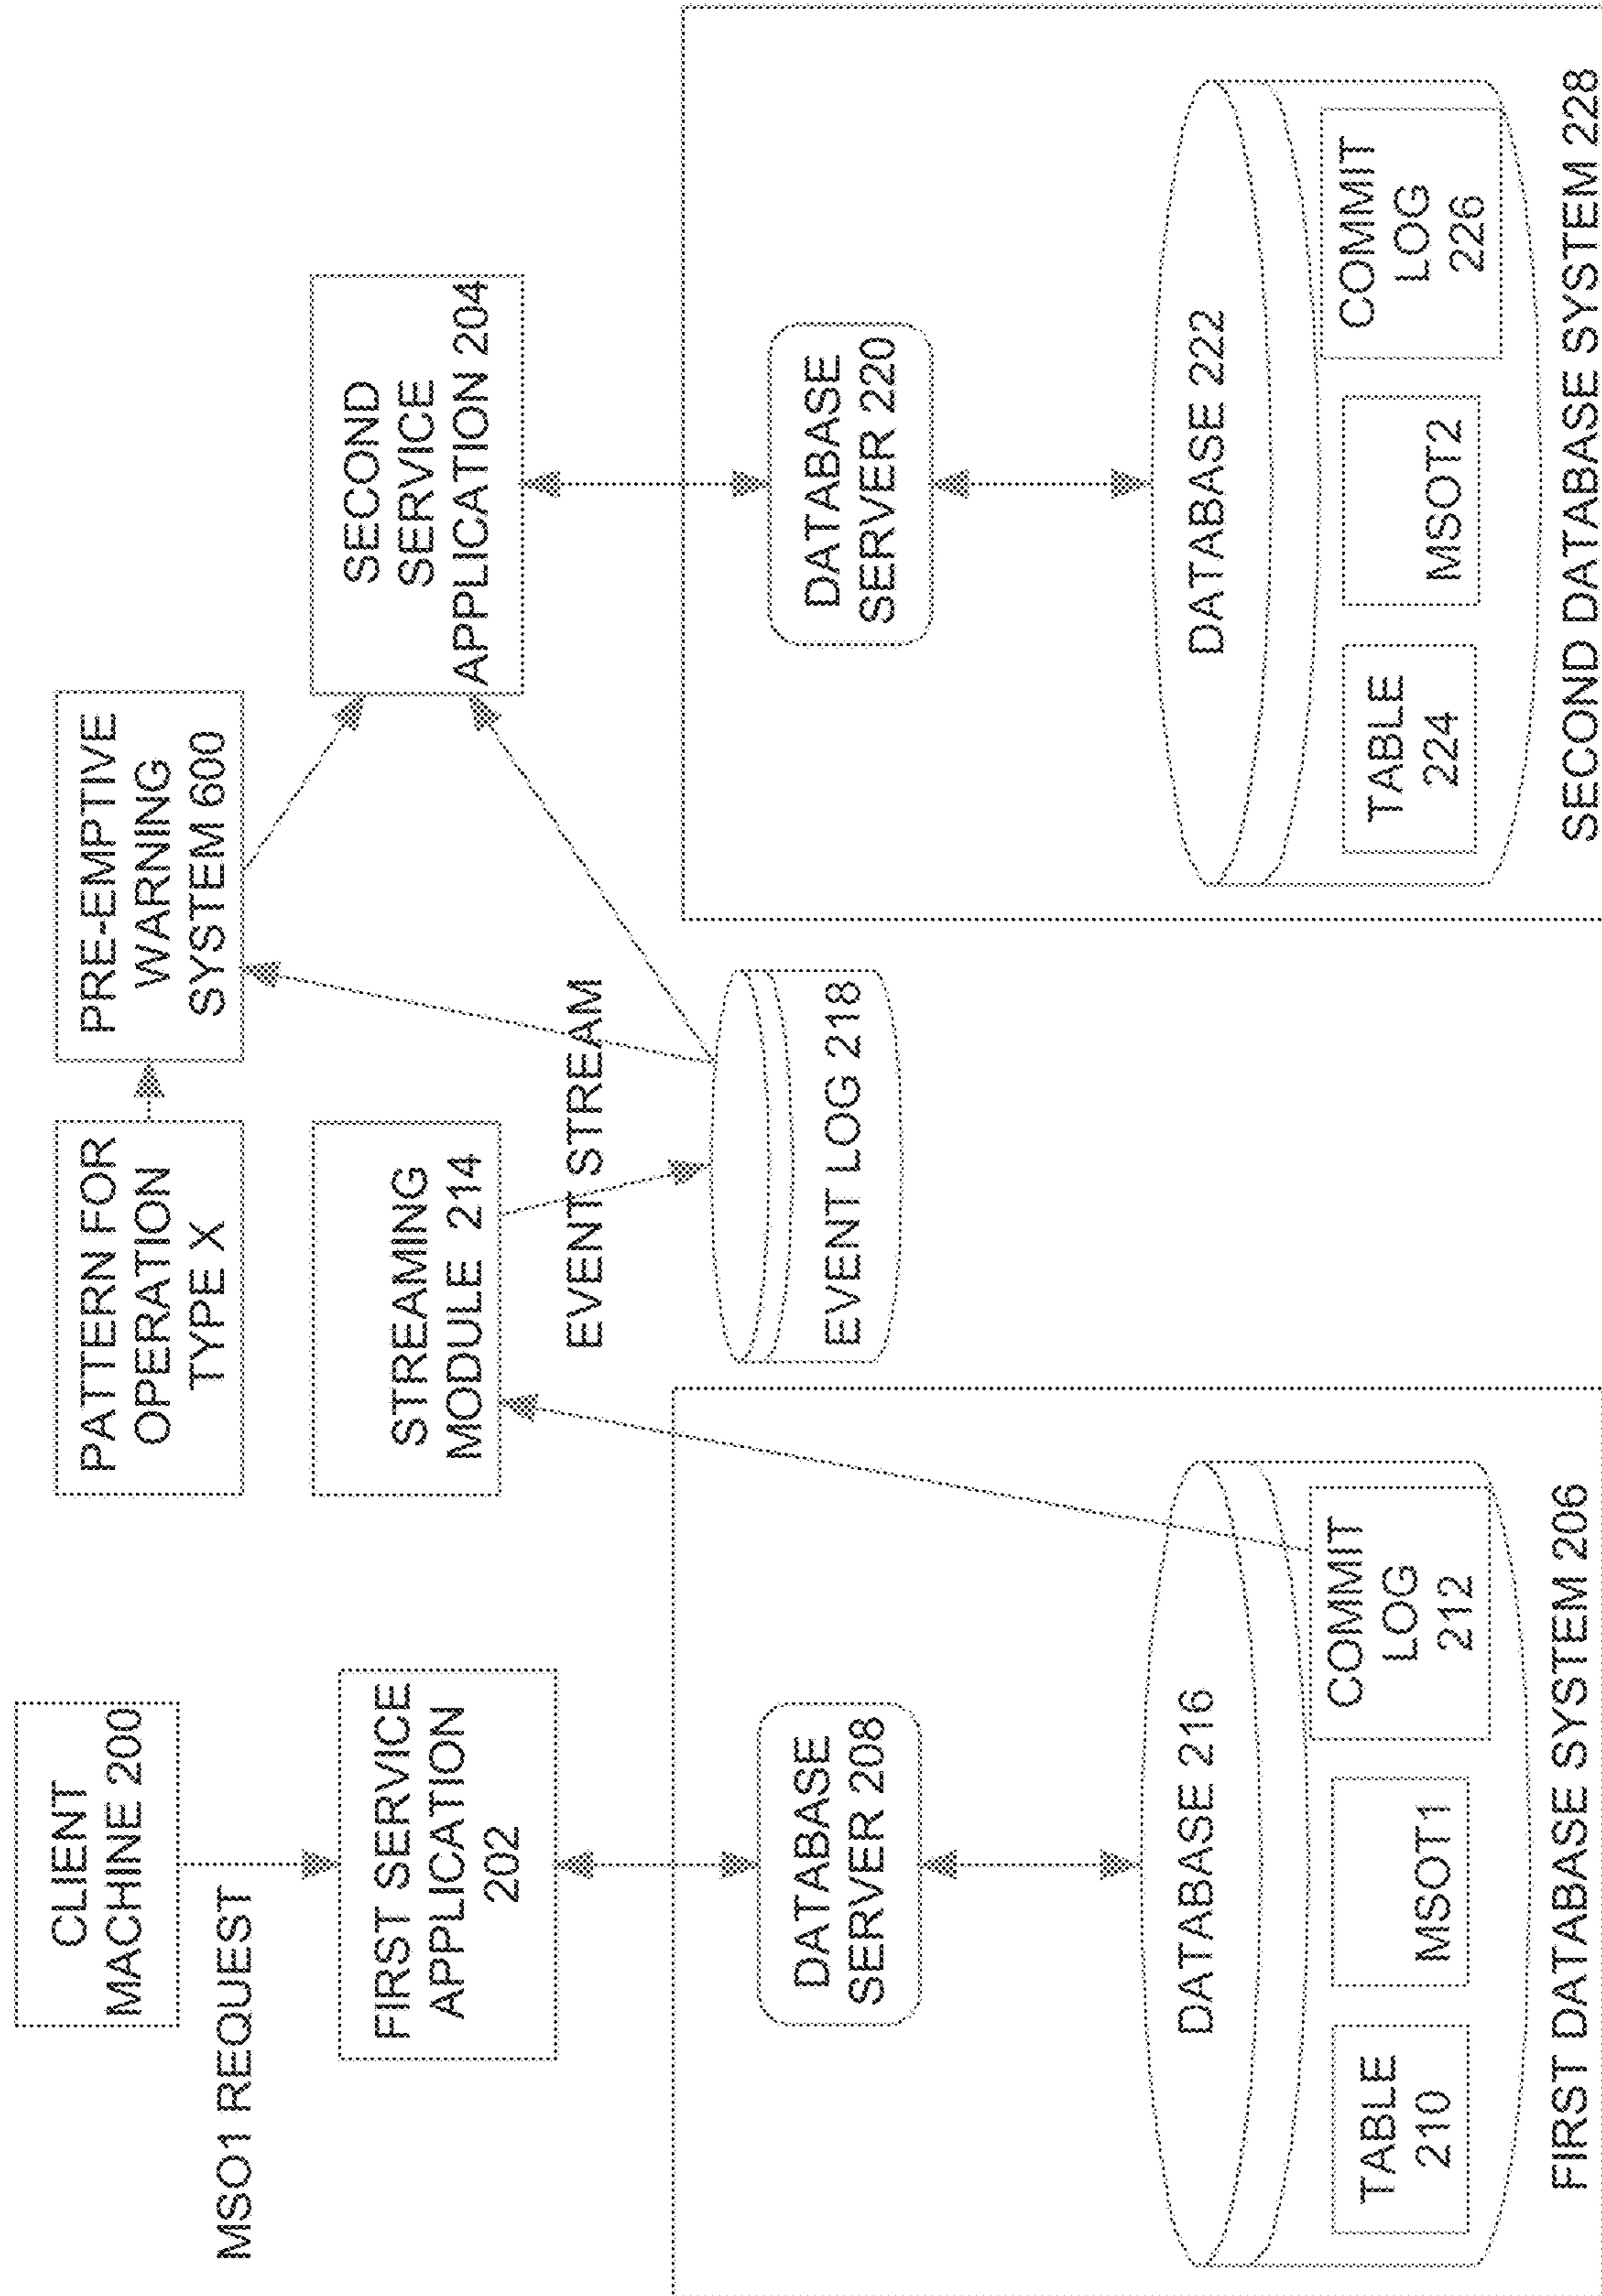 CLIENT
MACHINE 200
MSO1 REQUEST
FIRST SERVICE
APPLICATION
202
DATABASE
SERVER 208
DATABASE 216
TABLE
210
MSOT1
COMMIT
LOG
212
FIRST DATABASE SYSTEM 206
PATTERN FOR
OPERATION
TYPE X
STREAMING
MODULE 214
EVENT STREAM
EVENT LOG 218
PRE-EMPTIVE
WARNING
SYSTEM 600
SECOND
SERVICE
APPLICATION 204
DATABASE
SERVER 220
DATABASE 222
TABLE
224
MSOT2
COMMIT
LOG
226
SECOND DATABASE SYSTEM 228